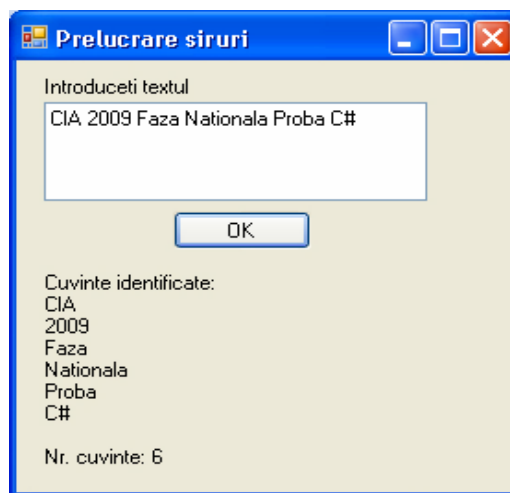 Prelucrare siruri
Introduceti textul
CIA 2009 Faza Nationala Proba C#
OK
Cuvinte identificate:
CIA
2009
Faza
Nationala
Proba
C#
Nr. cuvinte: 6